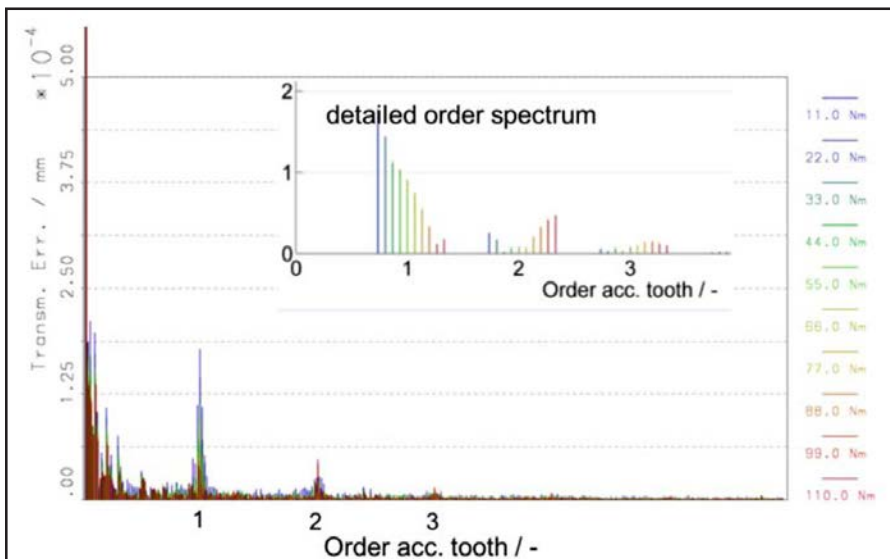 Transm. Err. / mm * 10⁻⁴
5.00
3.75
2.50
1.25
.00
2
1
0
detailed order spectrum
0 1 2 3
Order acc. tooth / -
11.0 Nm
22.0 Nm
33.0 Nm
44.0 Nm
55.0 Nm
66.0 Nm
77.0 Nm
88.0 Nm
99.0 Nm
110.0 Nm
1 2 3
Order acc. tooth / -